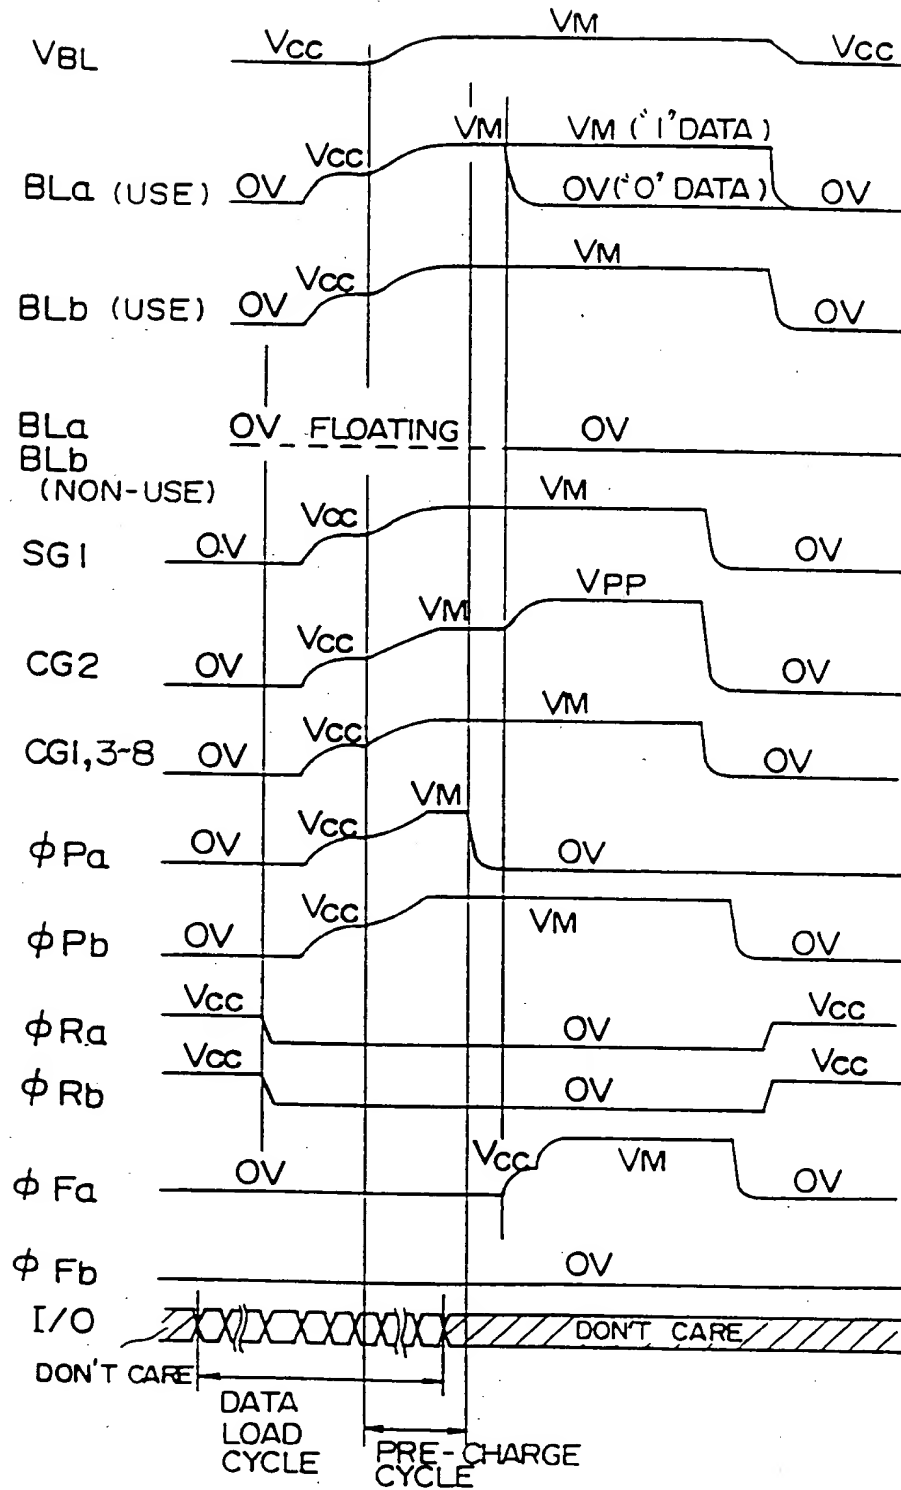 VBL VCC VM VCC
BLa (USE) 0V VCC VM VM ("1" DATA) 0V ("0" DATA) 0V
BLb (USE) 0V VCC VM 0V
BLa 0V FLOATING 0V
BLb
(NON-USE)
SG1 0V VCC VM 0V
CG2 0V VCC VM VPP 0V
CG1,3~8 0V VCC VM 0V
φPa 0V VCC VM 0V
φPb 0V VCC VM 0V
φRa VCC 0V VCC
φRb VCC 0V VCC
φFa 0V VCC VM 0V
φFb 0V
I/O DON'T CARE
DON'T CARE
DATA
LOAD
CYCLE
PRE-CHARGE
CYCLE